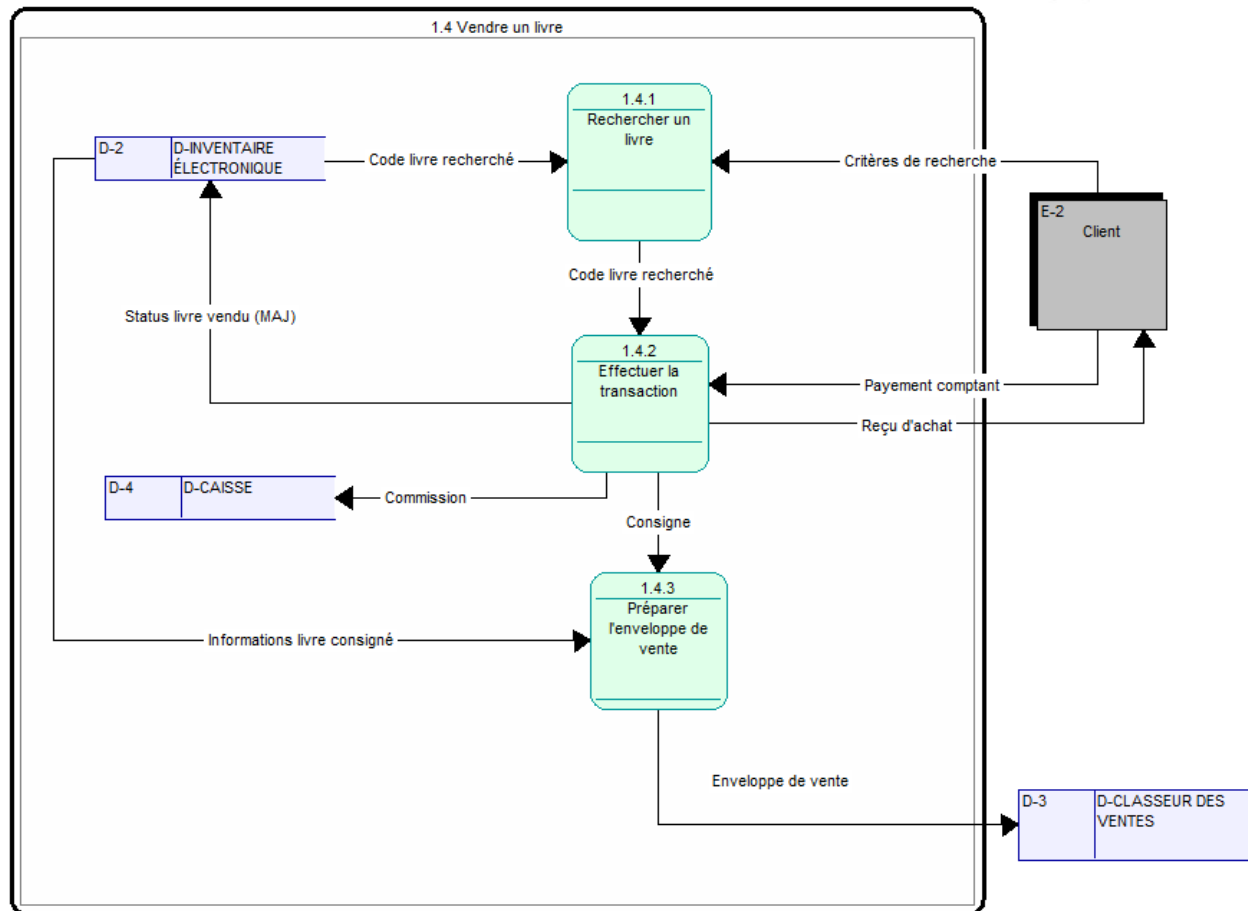 1.4 Vendre un livre
1.4.1
Rechercher un
livre
D-2
D-INVENTAIRE
ÉLECTRONIQUE
Code livre recherché
Critères de recherche
E-2
Client
Code livre recherché
Status livre vendu (MAJ)
1.4.2
Effectuer la
transaction
Payement comptant
Reçu d'achat
D-4
D-CAISSE
Commission
Consigne
1.4.3
Préparer
l'enveloppe de
vente
Informations livre consigné
Enveloppe de vente
D-3
D-CLASSEUR DES
VENTES